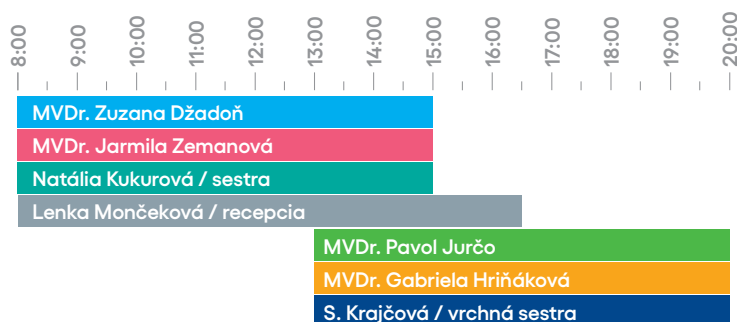 8:00
9:00
10:00
11:00
12:00
13:00
14:00
15:00
16:00
17:00
18:00
19:00
20:00
MVDr. Zuzana Džadoň
MVDr. Jarmila Zemanová
Natália Kukurová / sestra
Lenka Mončeková / recepcia
MVDr. Pavol Jurčo
MVDr. Gabriela Hriňáková
S. Krajčová / vrchná sestra